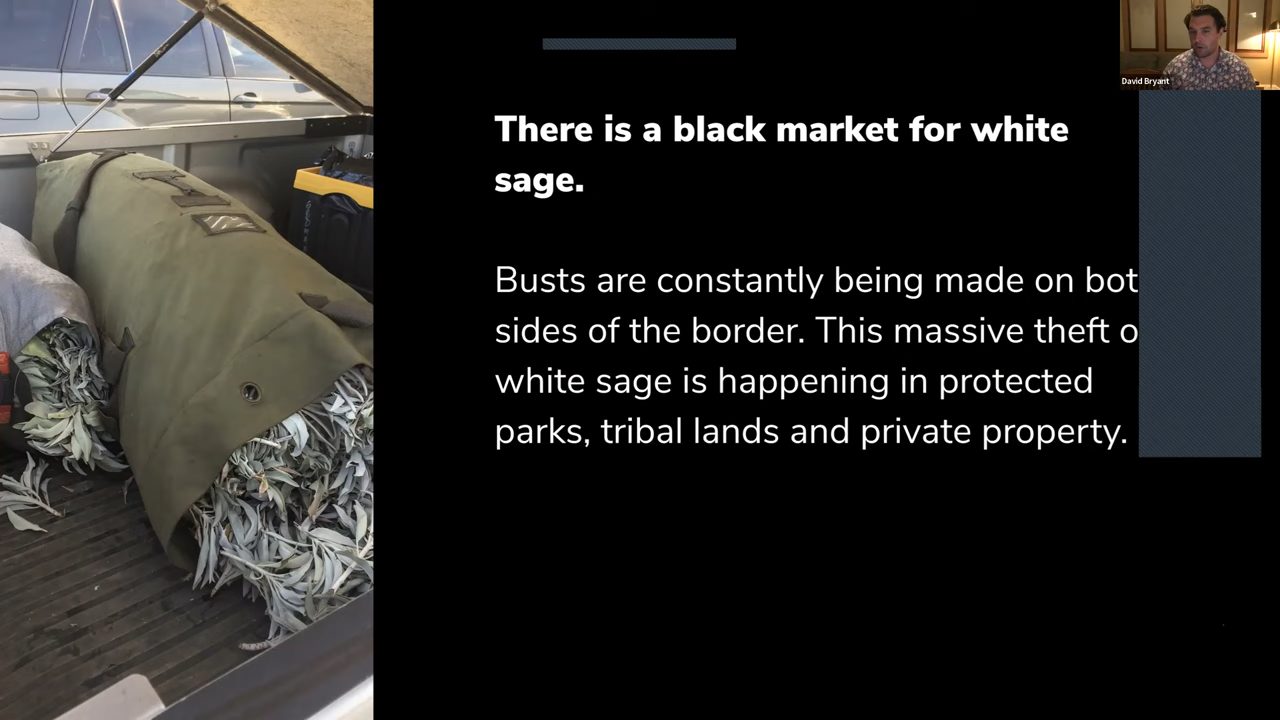 David Bryant
There is a black market for white
sage.
Busts are constantly being made on bot
sides of the border. This massive theft o
white sage is happening in protected
parks, tribal lands and private property.